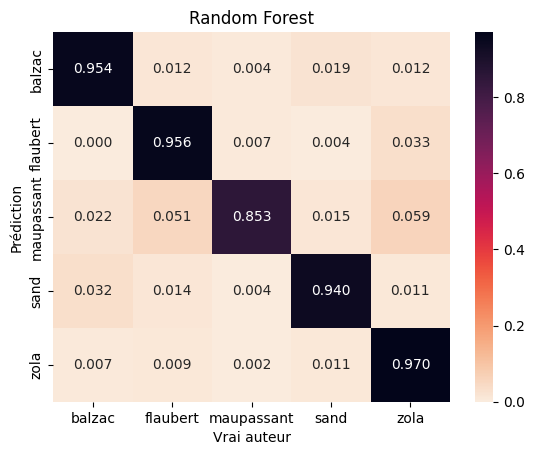 Random Forest
balzac 0.954 0.012 0.004 0.019 0.012
flaubert 0.000 0.956 0.007 0.004 0.033
maupassant 0.022 0.051 0.853 0.015 0.059
sand 0.032 0.014 0.004 0.940 0.011
zola 0.007 0.009 0.002 0.011 0.970
balzac flaubert maupassant sand zola
Vrai auteur
Prédiction
0.8
0.6
0.4
0.2
0.0